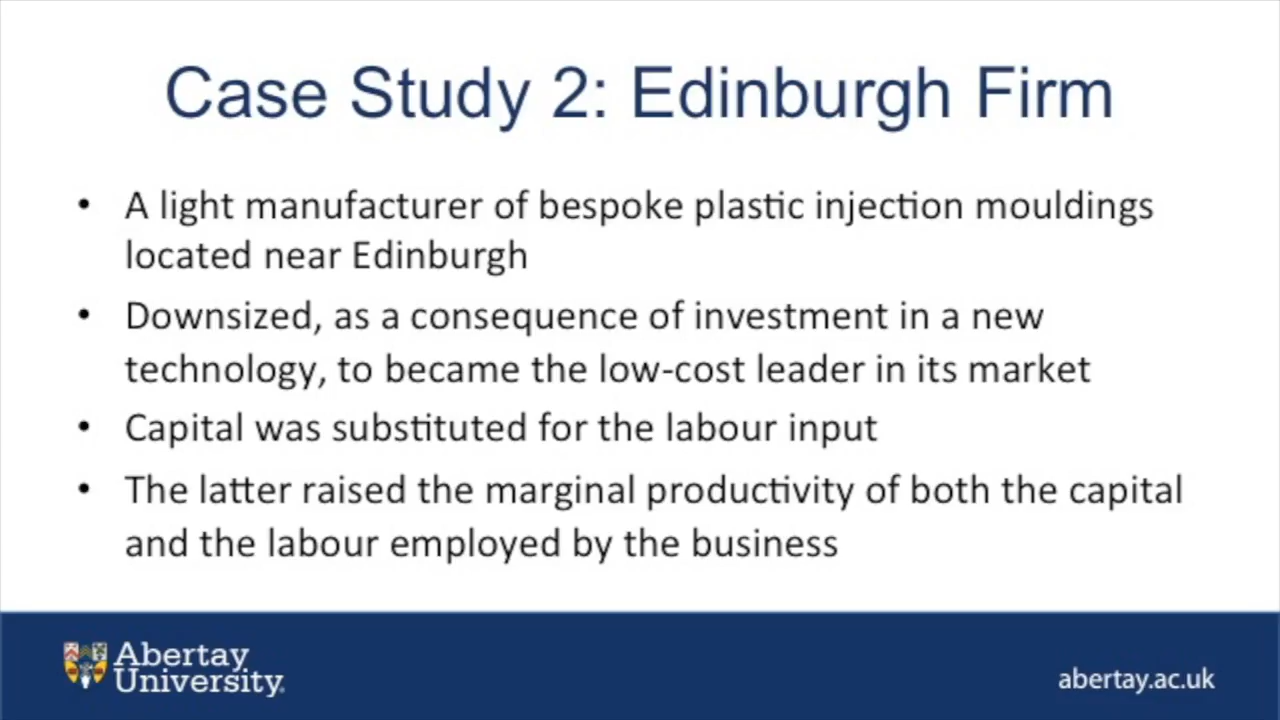 Case Study 2: Edinburgh Firm
• A light manufacturer of bespoke plastic injection mouldings
located near Edinburgh
• Downsized, as a consequence of investment in a new
technology, to became the low-cost leader in its market
• Capital was substituted for the labour input
• The latter raised the marginal productivity of both the capital
and the labour employed by the business
Abertay
University.
abertay.ac.uk